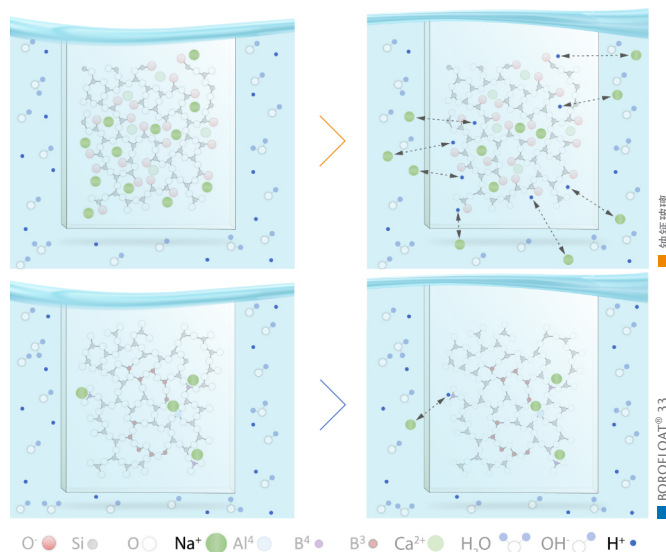 钠钙玻璃
BOROFLOAT® 33
O⁻ Si O Na⁺ Al⁴ B⁴ B³ Ca²⁺ H₂O OH⁻ H⁺